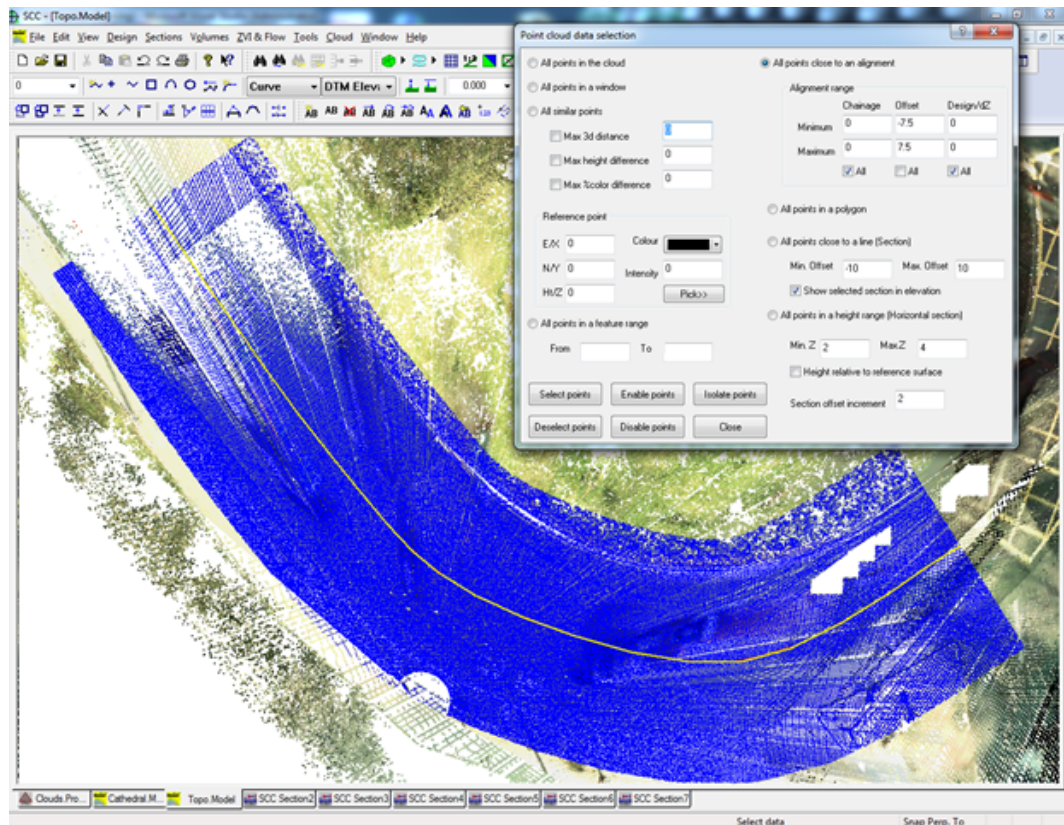 SCC - [Topo.Model]
File Edit View Design Sections Volumes ZVI & Flow Tools Cloud Window Help
0 Curve DTM Elev 0.000
Point cloud data selection
All points in the cloud
All points in a window
All similar points
Max 3d distance 0
Max height difference 0
Max %color difference 0
Reference point
E/X 0 Colour
N/Y 0 Intensity 0
Ht/Z 0 Pick>>
All points in a feature range
From To
Select points Enable points Isolate points
Deselect points Disable points Close
All points close to an alignment
Alignment range
Chainage Offset Design/dZ
Minimum 0 -7.5 0
Maximum 0 7.5 0
All All All
All points in a polygon
All points close to a line (Section)
Min. Offset -10 Max. Offset 10
Show selected section in elevation
All points in a height range (Horizontal section)
Min. Z 2 Max.Z 4
Height relative to reference surface
Section offset increment 2
Clouds.Pro... Cathedral.M... Topo.Model SCC Section2 SCC Section3 SCC Section4 SCC Section5 SCC Section6 SCC Section7
Select data Snap Perp. To